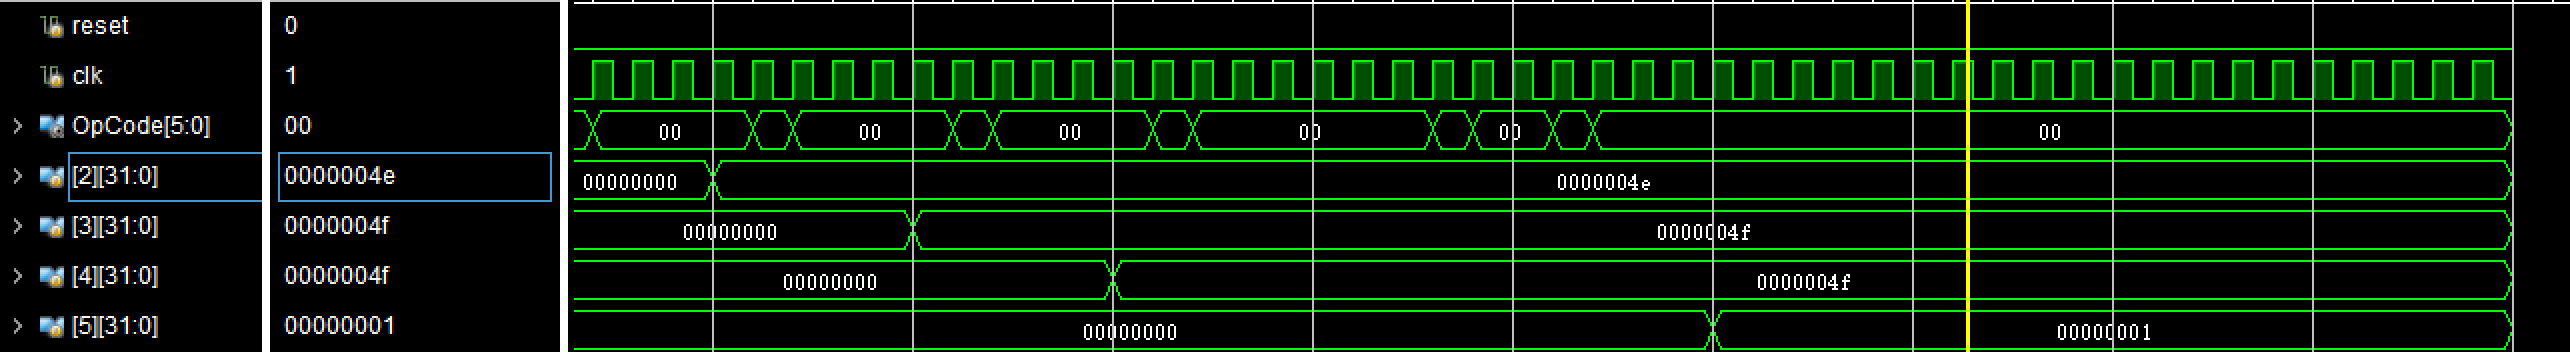 reset 0
clk 1
OpCode[5:0] 00 00 00 00 00 00 00
[2][31:0] 0000004e 00000000 0000004e
[3][31:0] 0000004f 00000000 0000004f
[4][31:0] 0000004f 00000000 0000004f
[5][31:0] 00000001 00000000 00000001